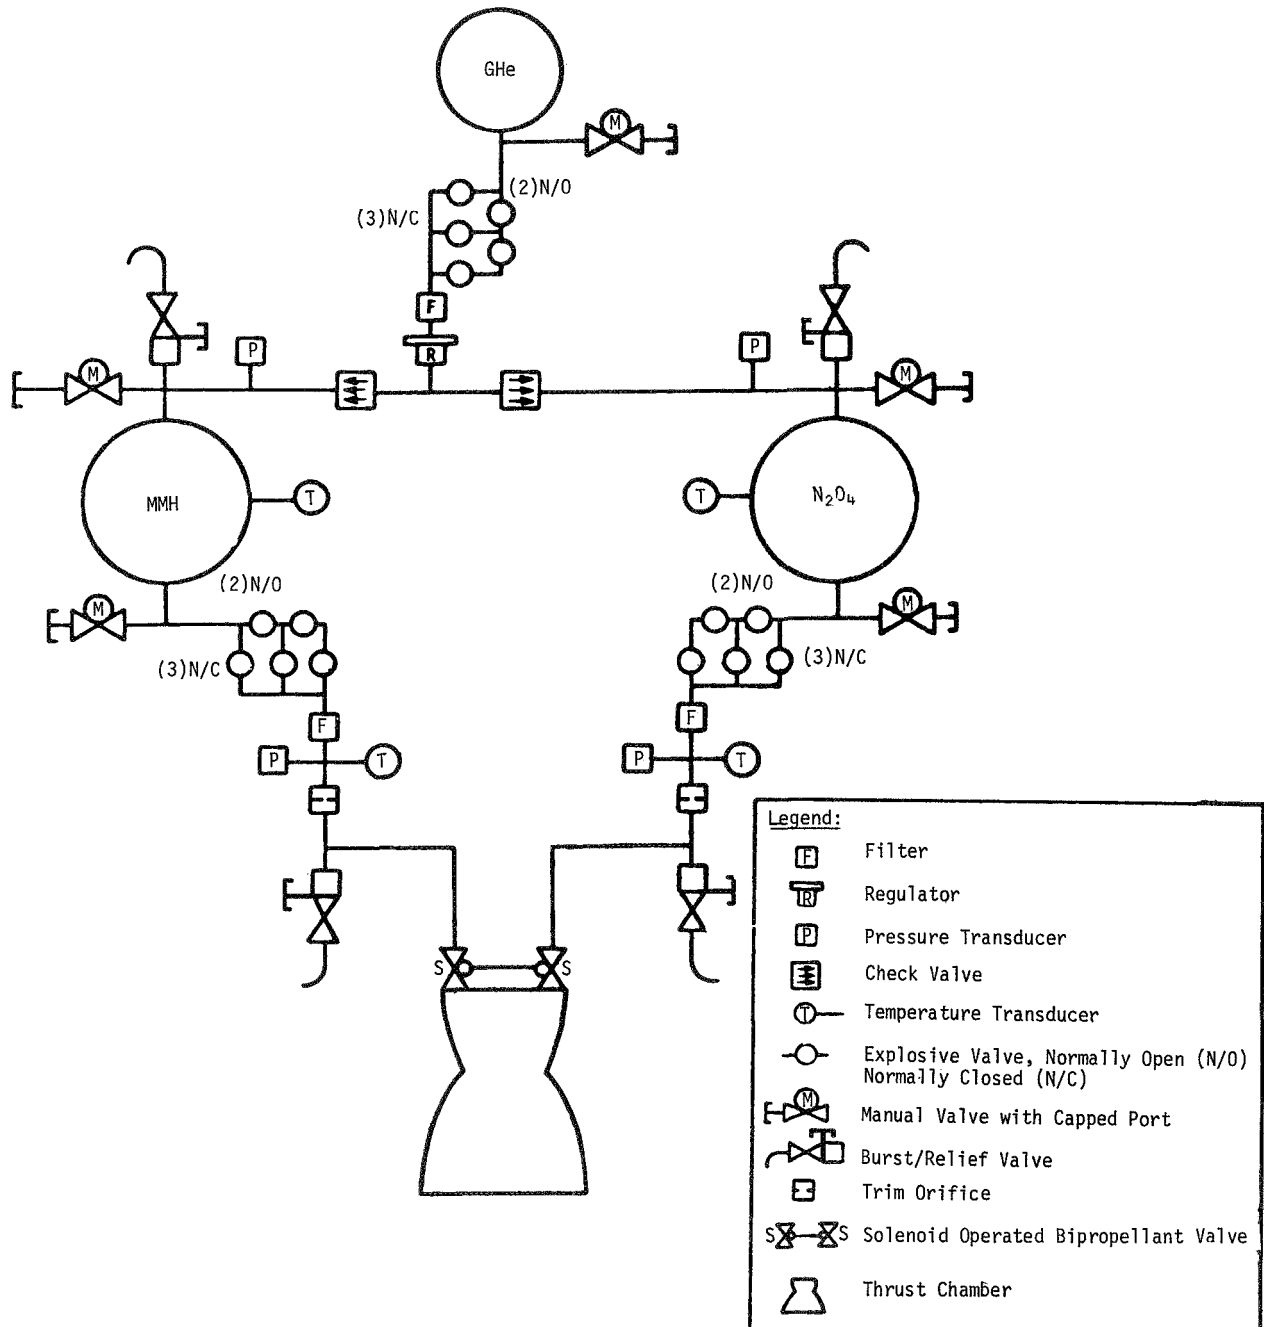 GHe
M
(2)N/O
(3)N/C
F
R
P
P
M
M
MMH
T
T
N₂O₄
(2)N/O
(2)N/O
M
M
(3)N/C
(3)N/C
F
F
P
T
P
T
S
S
Legend:
F Filter
R Regulator
P Pressure Transducer
Check Valve
T Temperature Transducer
Explosive Valve, Normally Open (N/O)
Normally Closed (N/C)
M Manual Valve with Capped Port
Burst/Relief Valve
Trim Orifice
S S Solenoid Operated Bipropellant Valve
Thrust Chamber